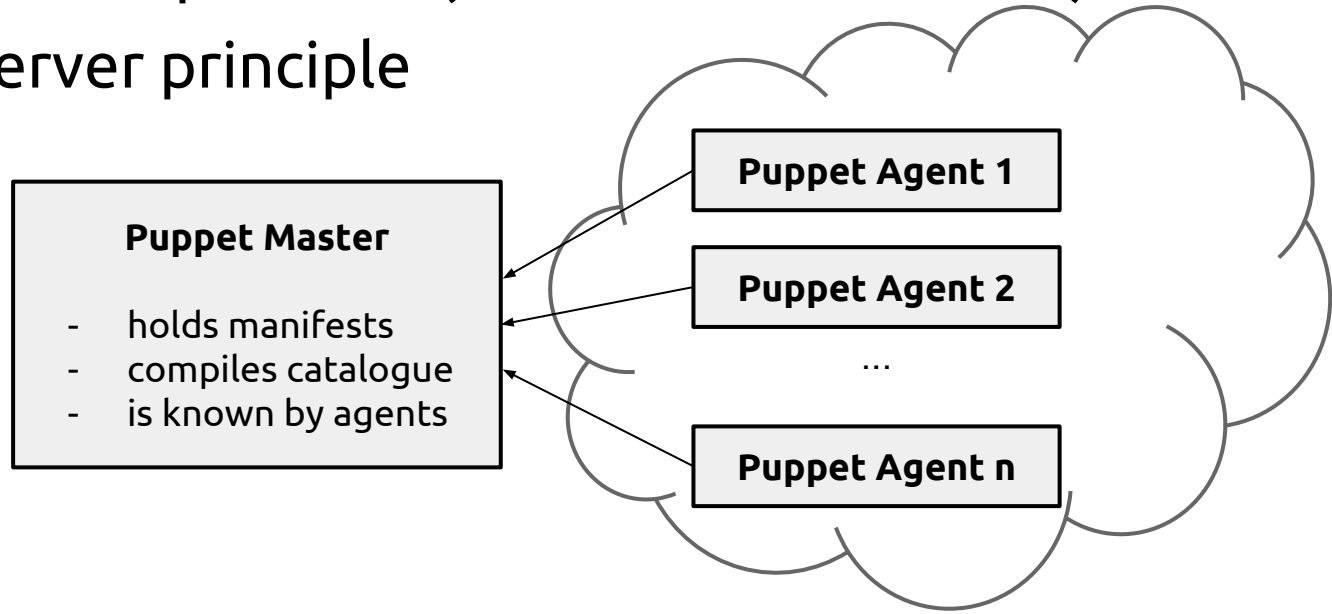 erver principle
Puppet Master
- holds manifests
- compiles catalogue
- is known by agents
Puppet Agent 1
Puppet Agent 2
...
Puppet Agent n